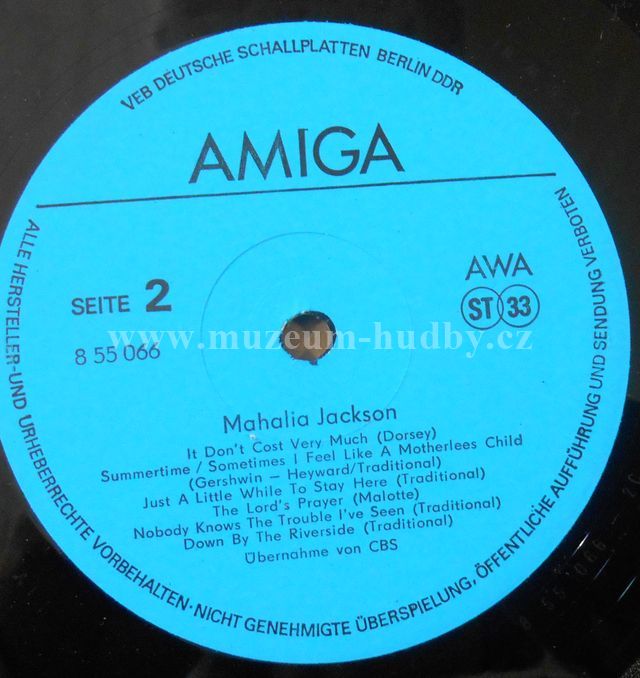 VEB DEUTSCHE SCHALLPLATTEN BERLIN DDR
AMIGA
SEITE 2
AWA
ST 33
8 55 066
www.muzeum-hudby.cz
Mahalia Jackson
It Don't Cost Very Much (Dorsey)
Summertime / Sometimes I Feel Like A Motherlees Child
(Gershwin – Heyward/Traditional)
Just A Little While To Stay Here (Traditional)
The Lord's Prayer (Malotte)
Nobody Knows The Trouble I've Seen (Traditional)
Down By The Riverside (Traditional)
Übernahme von CBS
ALLE HERSTELLER-UND URHEBERRECHTE VORBEHALTEN·NICHT GENEHMIGTE ÜBERSPIELUNG, ÖFFENTLICHE AUFFÜHRUNG UND SENDUNG VERBOTEN